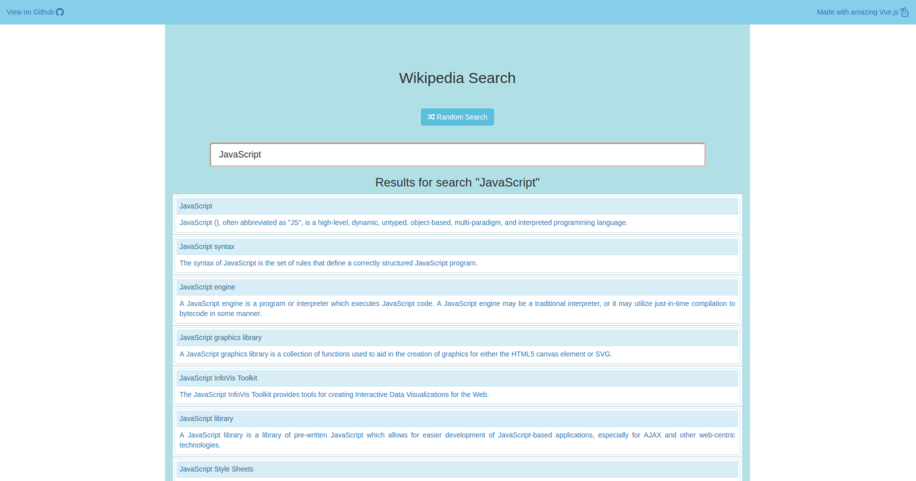 View on Github
Made with amazing Vue.js
Wikipedia Search
Random Search
JavaScript
Results for search "JavaScript"
JavaScript
JavaScript (), often abbreviated as "JS", is a high-level, dynamic, untyped, object-based, multi-paradigm, and interpreted programming language.
JavaScript syntax
The syntax of JavaScript is the set of rules that define a correctly structured JavaScript program.
JavaScript engine
A JavaScript engine is a program or interpreter which executes JavaScript code. A JavaScript engine may be a traditional interpreter, or it may utilize just-in-time compilation to
bytecode in some manner.
JavaScript graphics library
A JavaScript graphics library is a collection of functions used to aid in the creation of graphics for either the HTML5 canvas element or SVG.
JavaScript InfoVis Toolkit
The JavaScript InfoVis Toolkit provides tools for creating Interactive Data Visualizations for the Web.
JavaScript library
A JavaScript library is a library of pre-written JavaScript which allows for easier development of JavaScript-based applications, especially for AJAX and other web-centric
technologies.
JavaScript Style Sheets